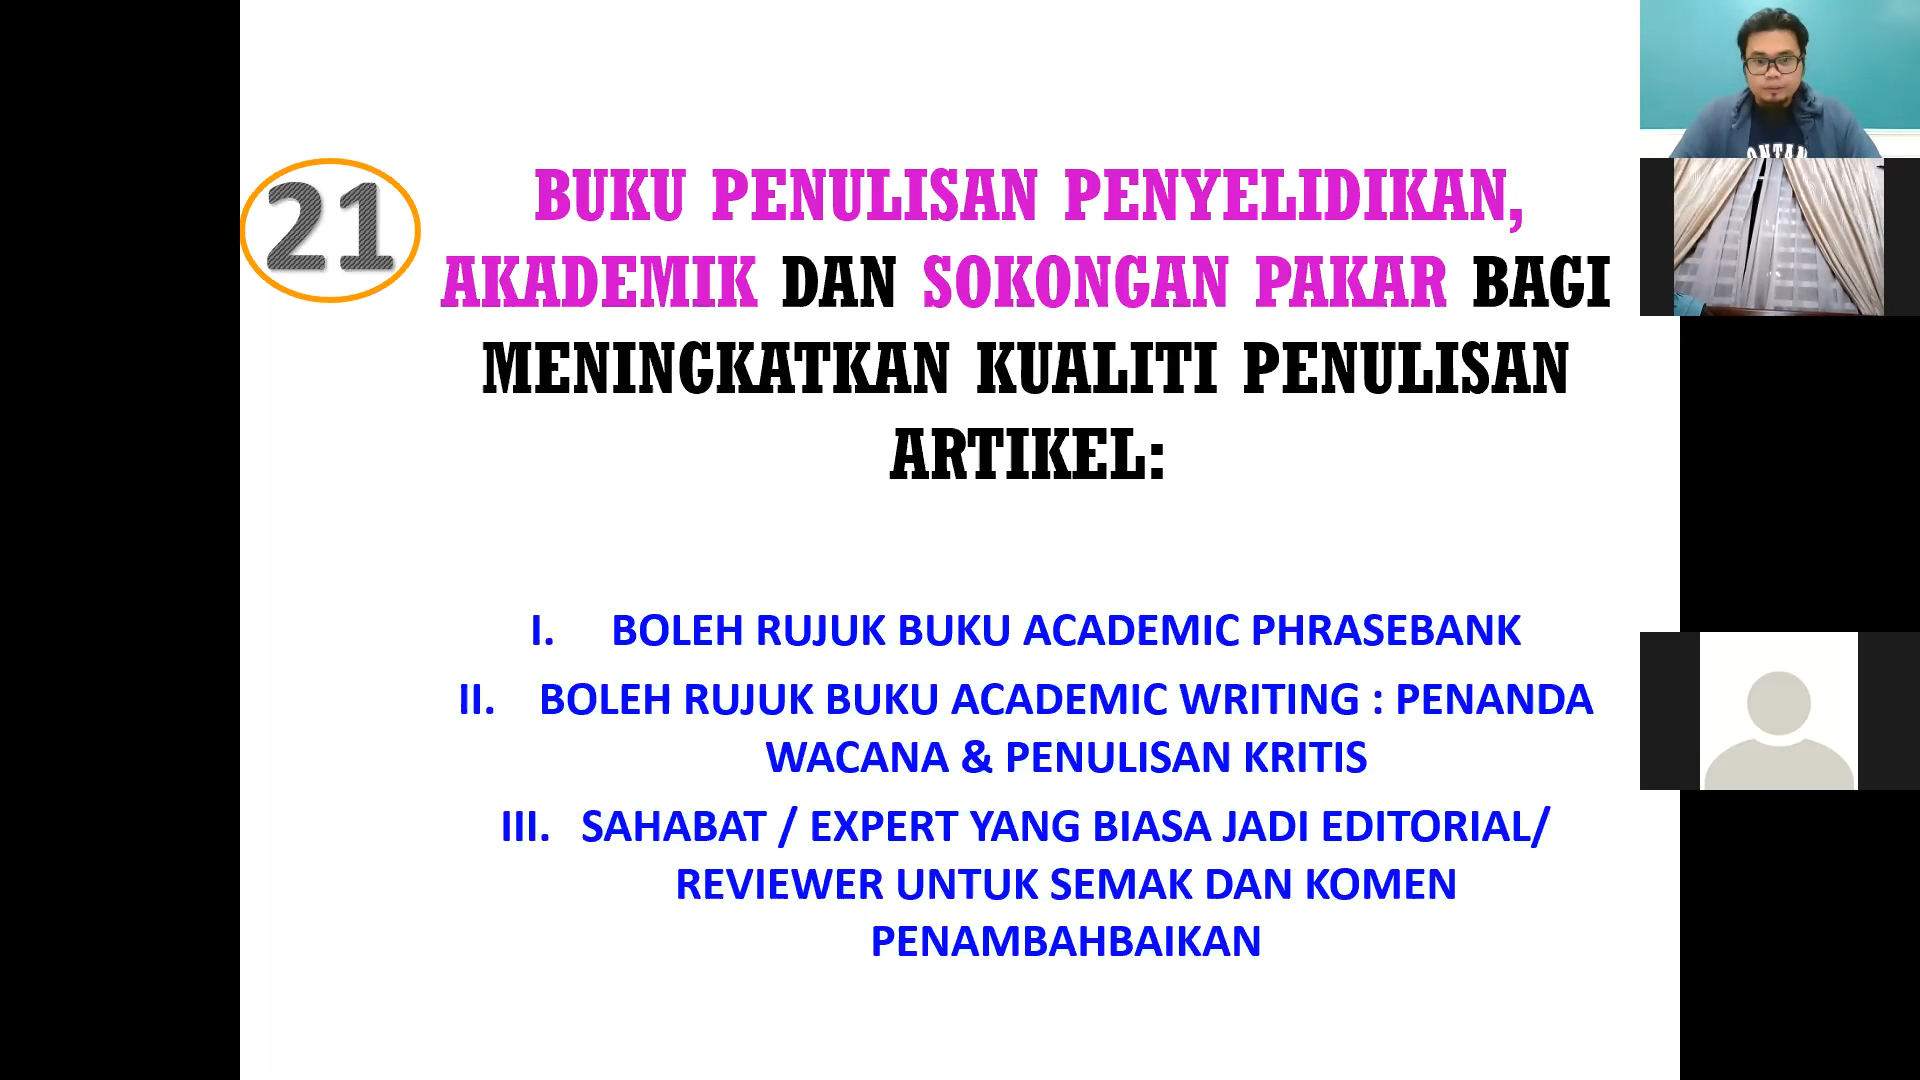 21
BUKU PENULISAN PENYELIDIKAN,
AKADEMIK DAN SOKONGAN PAKAR BAGI
MENINGKATKAN KUALITI PENULISAN
ARTIKEL:
I. BOLEH RUJUK BUKU ACADEMIC PHRASEBANK
II. BOLEH RUJUK BUKU ACADEMIC WRITING : PENANDA
WACANA & PENULISAN KRITIS
III. SAHABAT / EXPERT YANG BIASA JADI EDITORIAL/
REVIEWER UNTUK SEMAK DAN KOMEN
PENAMBAHBAIKAN